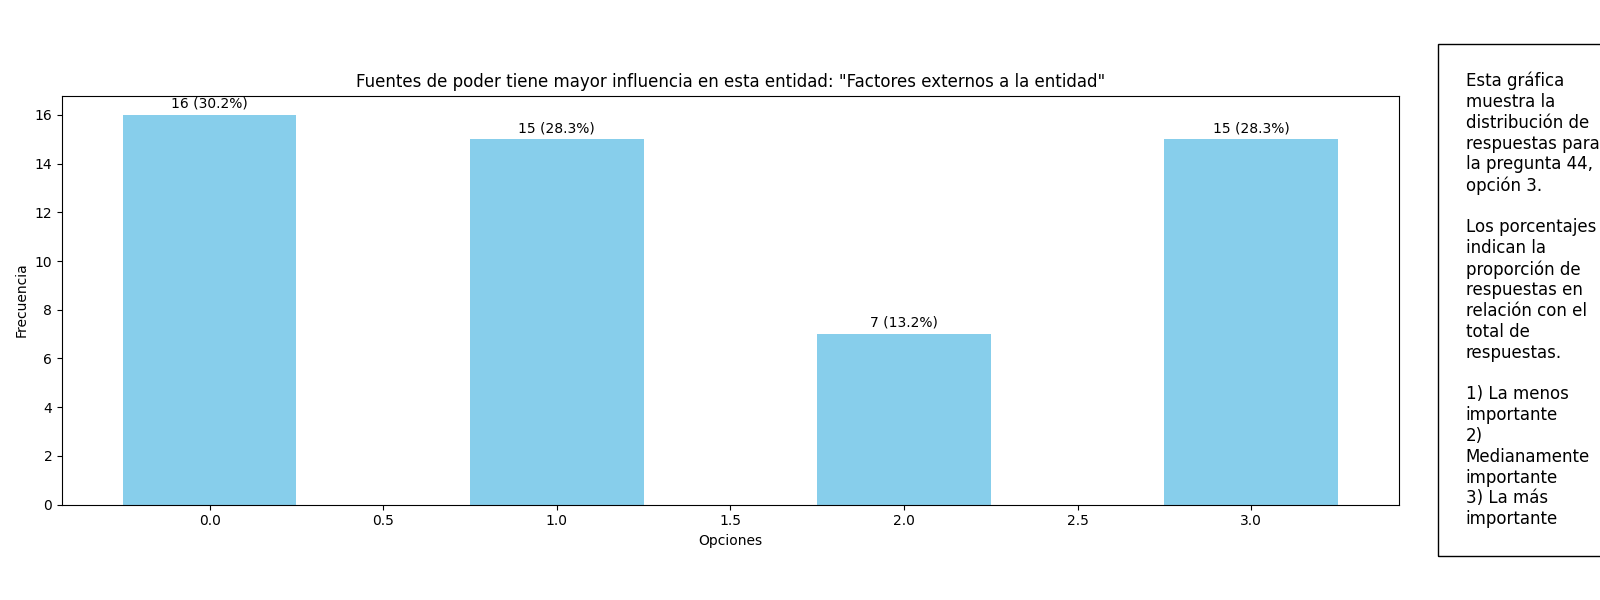 Fuentes de poder tiene mayor influencia en esta entidad: "Factores externos a la entidad"
16 (30.2%)
15 (28.3%)
7 (13.2%)
15 (28.3%)
Frecuencia
16
14
12
10
8
6
4
2
0
0.0 0.5 1.0 1.5 2.0 2.5 3.0
Opciones
Esta gráfica
muestra la
distribución de
respuestas para
la pregunta 44,
opción 3.
Los porcentajes
indican la
proporción de
respuestas en
relación con el
total de
respuestas.
1) La menos
importante
2)
Medianamente
importante
3) La más
importante